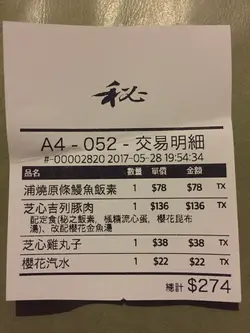 秘
A4 - 052 - 交易明細
#-00002820 2017-05-28 19:54:34
品名 數量 單價 金額
浦燒原條鰻魚飯素 1 $78 $78 TX
芝心吉列豚肉 1 $136 $136 TX
配定食(秘之飯素, 楓糖流心蛋, 櫻花昆布
湯)、改配櫻花金魚湯
芝心雞丸子 1 $38 $38 TX
櫻花汽水 1 $22 $22 TX
總計 $274